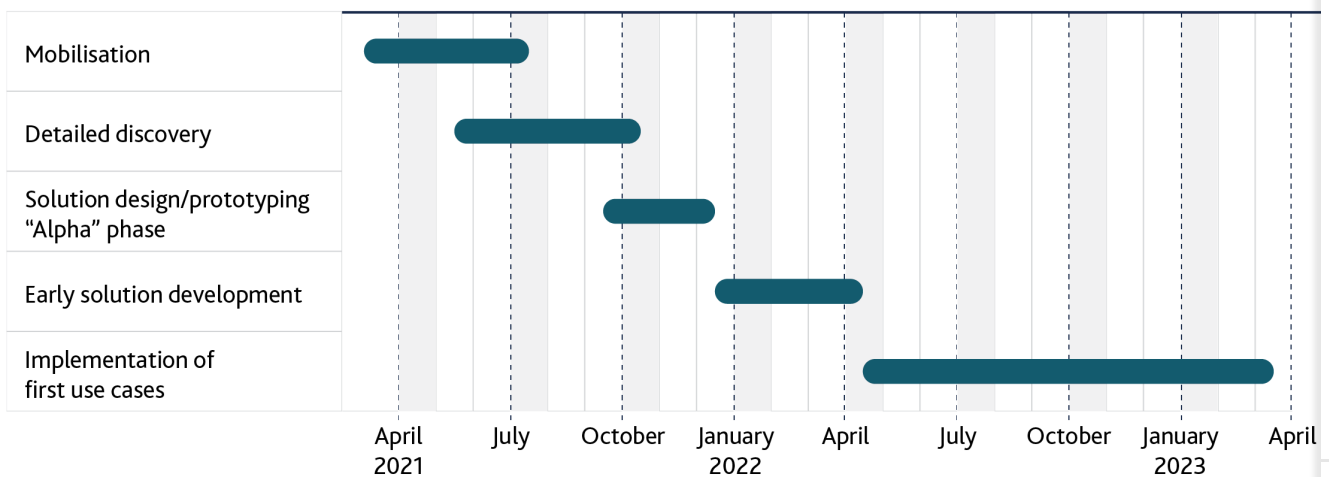 Mobilisation
Detailed discovery
Solution design/prototyping
“Alpha” phase
Early solution development
Implementation of
first use cases
April July October January April July October January April
2021 2022 2023